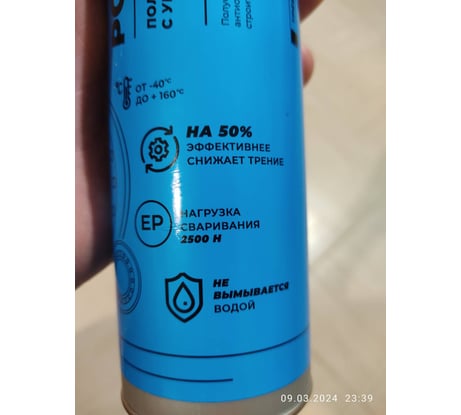 °C
ОТ -40°C
ДО + 160°C
НА 50%
ЭФФЕКТИВНЕЕ
СНИЖАЕТ ТРЕНИЕ
EP
НАГРУЗКА
СВАРИВАНИЯ
2500 Н
НЕ
ВЫМЫВАЕТСЯ
ВОДОЙ
09.03.2024 23:39